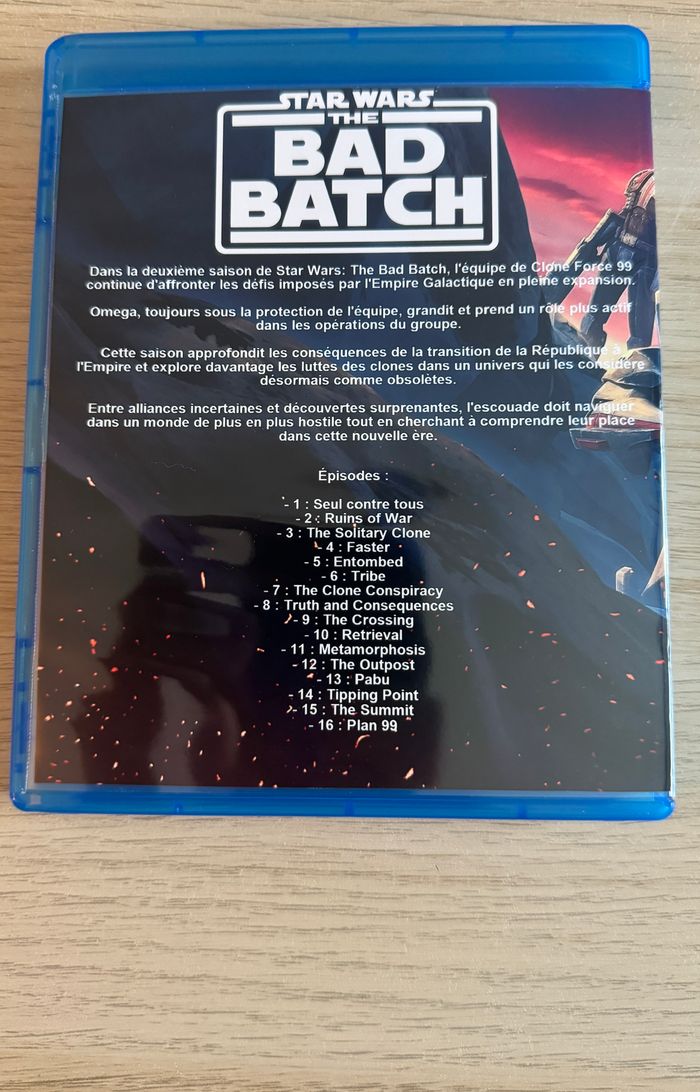 STAR WARS
THE
BAD
BATCH
Dans la deuxième saison de Star Wars: The Bad Batch, l'équipe de Clone Force 99
continue d'affronter les défis imposés par l'Empire Galactique en pleine expansion.
Omega, toujours sous la protection de l'équipe, grandit et prend un rôle plus actif
dans les opérations du groupe.
Cette saison approfondit les conséquences de la transition de la République à
l'Empire et explore davantage les luttes des clones dans un univers qui les considère
désormais comme obsolètes.
Entre alliances incertaines et découvertes surprenantes, l'escouade doit naviguer
dans un monde de plus en plus hostile tout en cherchant à comprendre leur place
dans cette nouvelle ère.
Épisodes :
- 1 : Seul contre tous
- 2 : Ruins of War
- 3 : The Solitary Clone
- 4 : Faster
- 5 : Entombed
- 6 : Tribe
- 7 : The Clone Conspiracy
- 8 : Truth and Consequences
- 9 : The Crossing
- 10 : Retrieval
- 11 : Metamorphosis
- 12 : The Outpost
- 13 : Pabu
- 14 : Tipping Point
- 15 : The Summit
- 16 : Plan 99